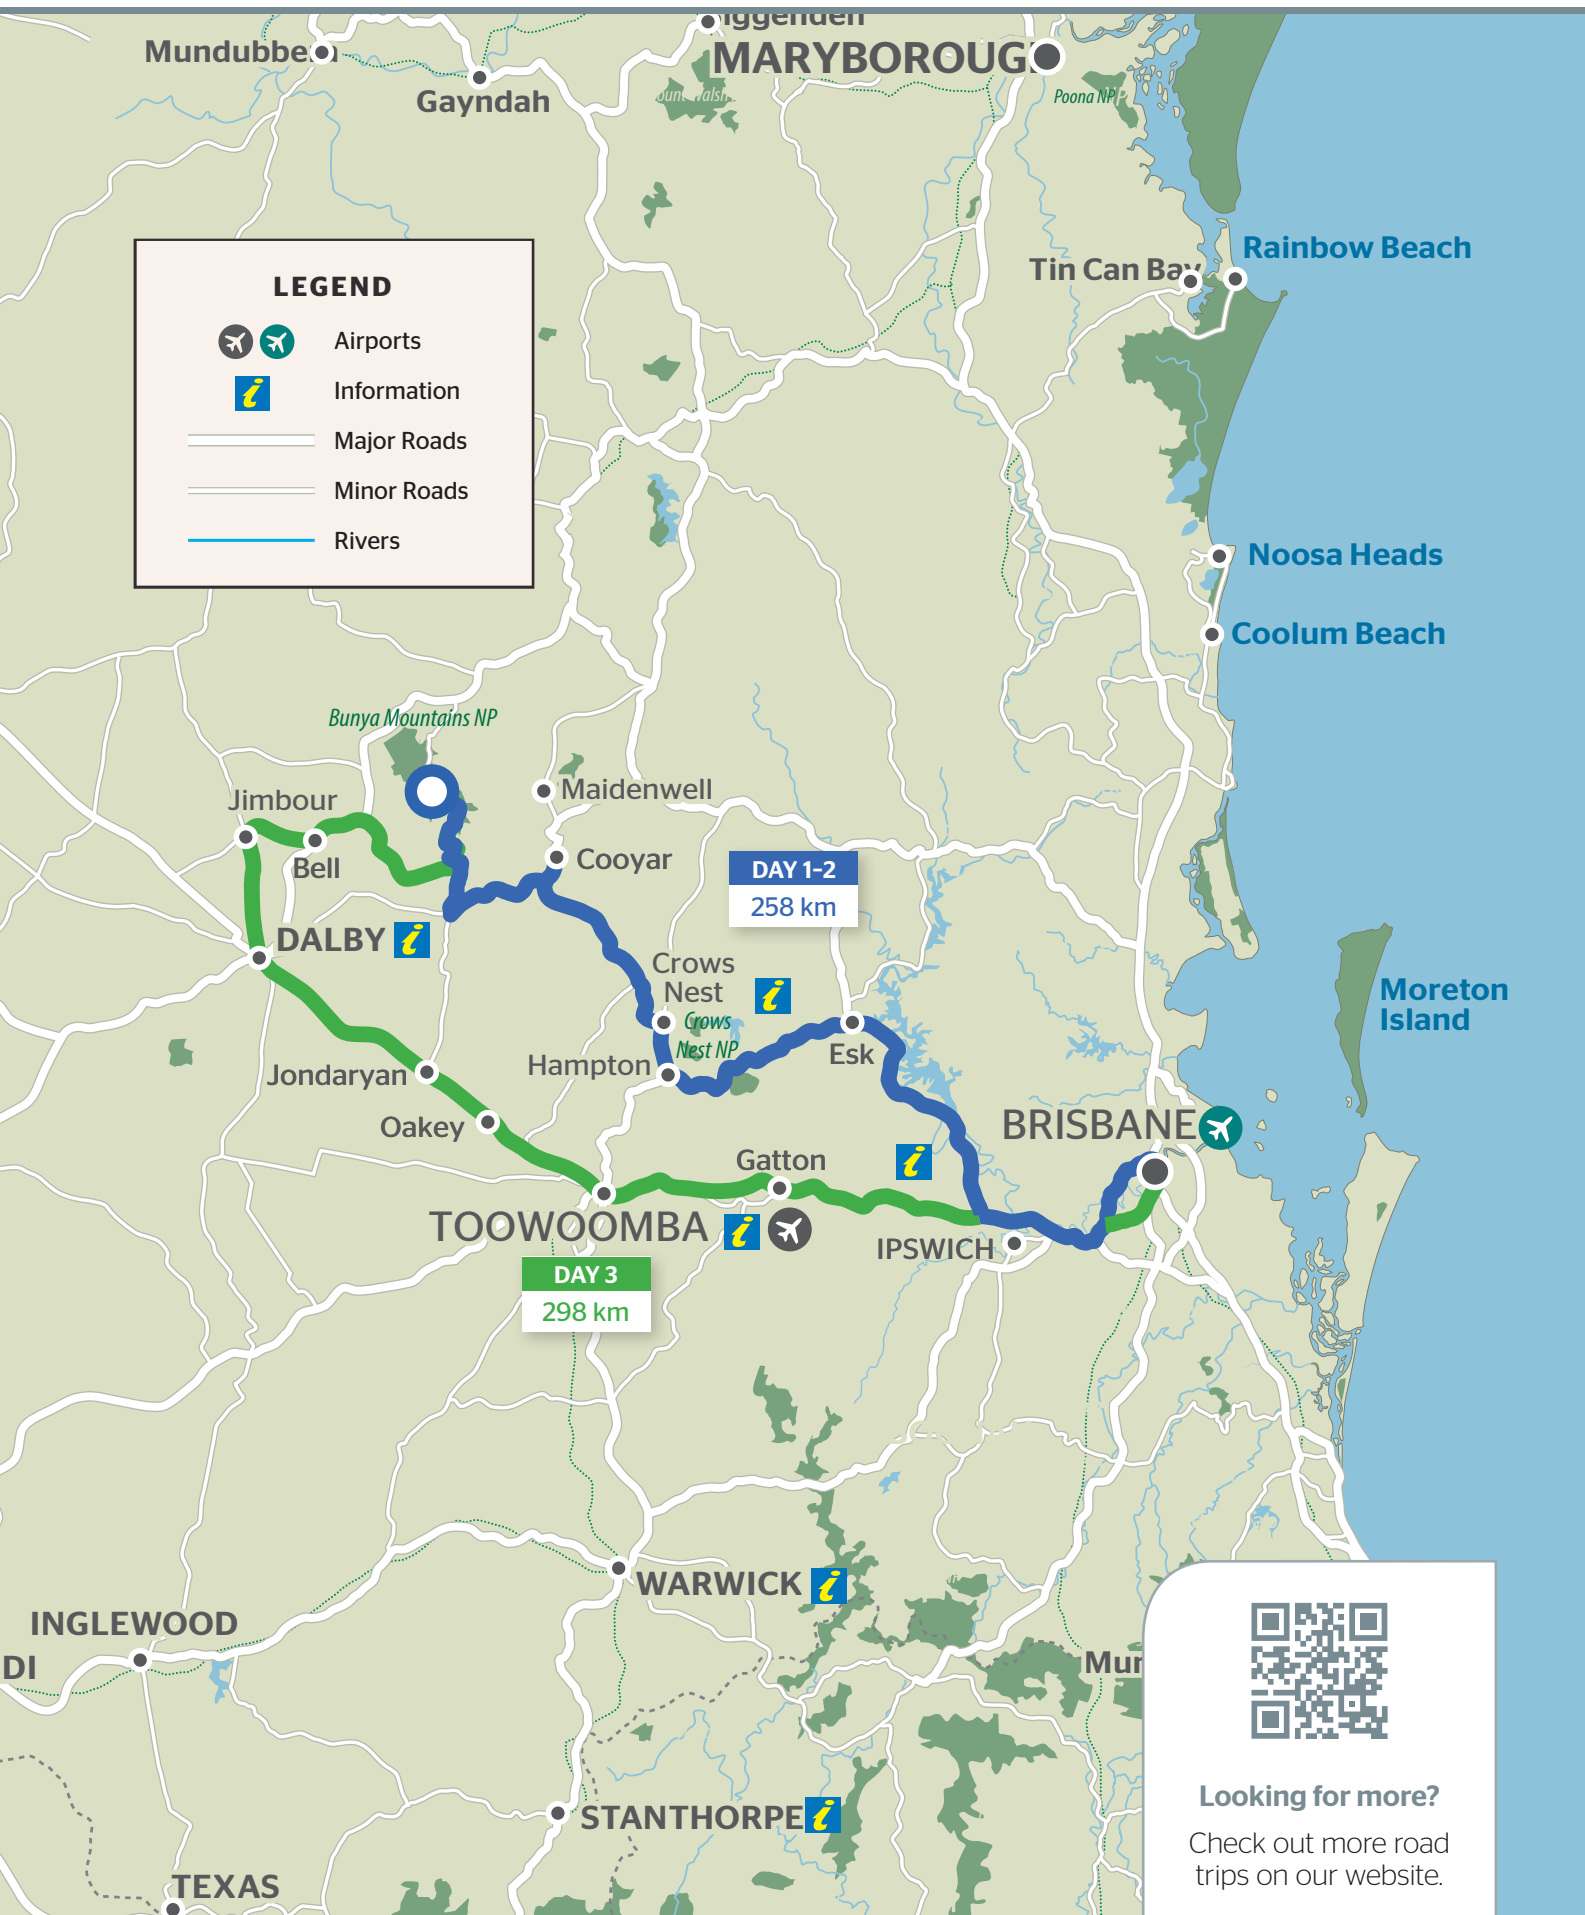 Mundubbera
Gayndah
MARYBOROUGH
Poona NP
LEGEND
Airports
Information
Major Roads
Minor Roads
Rivers
Tin Can Bay
Rainbow Beach
Noosa Heads
Coolum Beach
Bunya Mountains NP
Jimbour
Bell
Maidenwell
Cooyar
DAY 1–2
258 km
DALBY
Crows
Nest
Crows
Nest NP
Moreton
Island
Hampton
Esk
Jondaryan
Oakey
BRISBANE
Gatton
TOOWOOMBA
IPSWICH
DAY 3
298 km
WARWICK
INGLEWOOD
DI
Mur
STANTHORPE
TEXAS
Looking for more?
Check out more road
trips on our website.